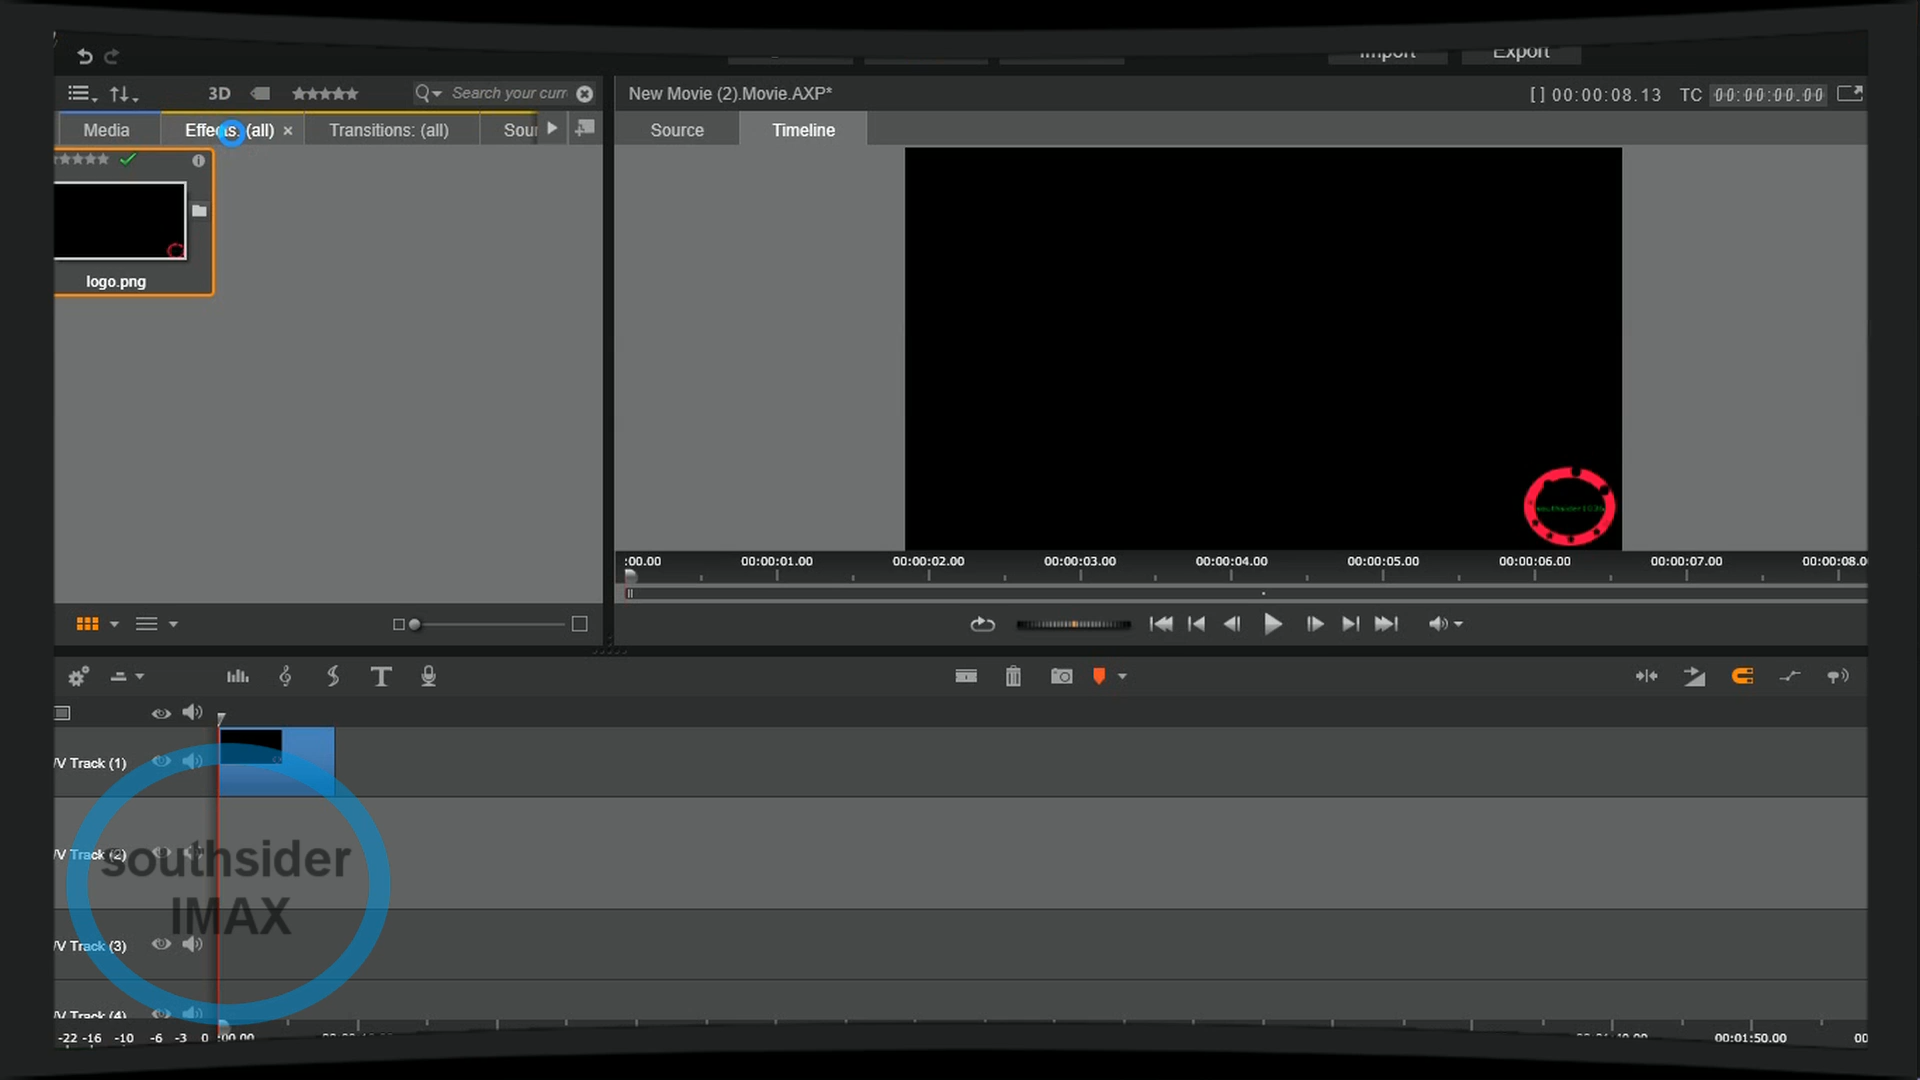 Import Export
3D Search your curr New Movie (2).Movie.AXP* [] 00:00:08.13 TC 00:00:00.00
Media Effects: (all) × Transitions: (all) Sou Source Timeline
logo.png
:00.00 00:00:01.00 00:00:02.00 00:00:03.00 00:00:04.00 00:00:05.00 00:00:06.00 00:00:07.00 00:00:08.0
/V Track (1)
/V Track (2)
southsider
IMAX
/V Track (3)
/V Track (4)
-22 -16 -10 -6 -3 0 :00.00 00:01:50.00 00